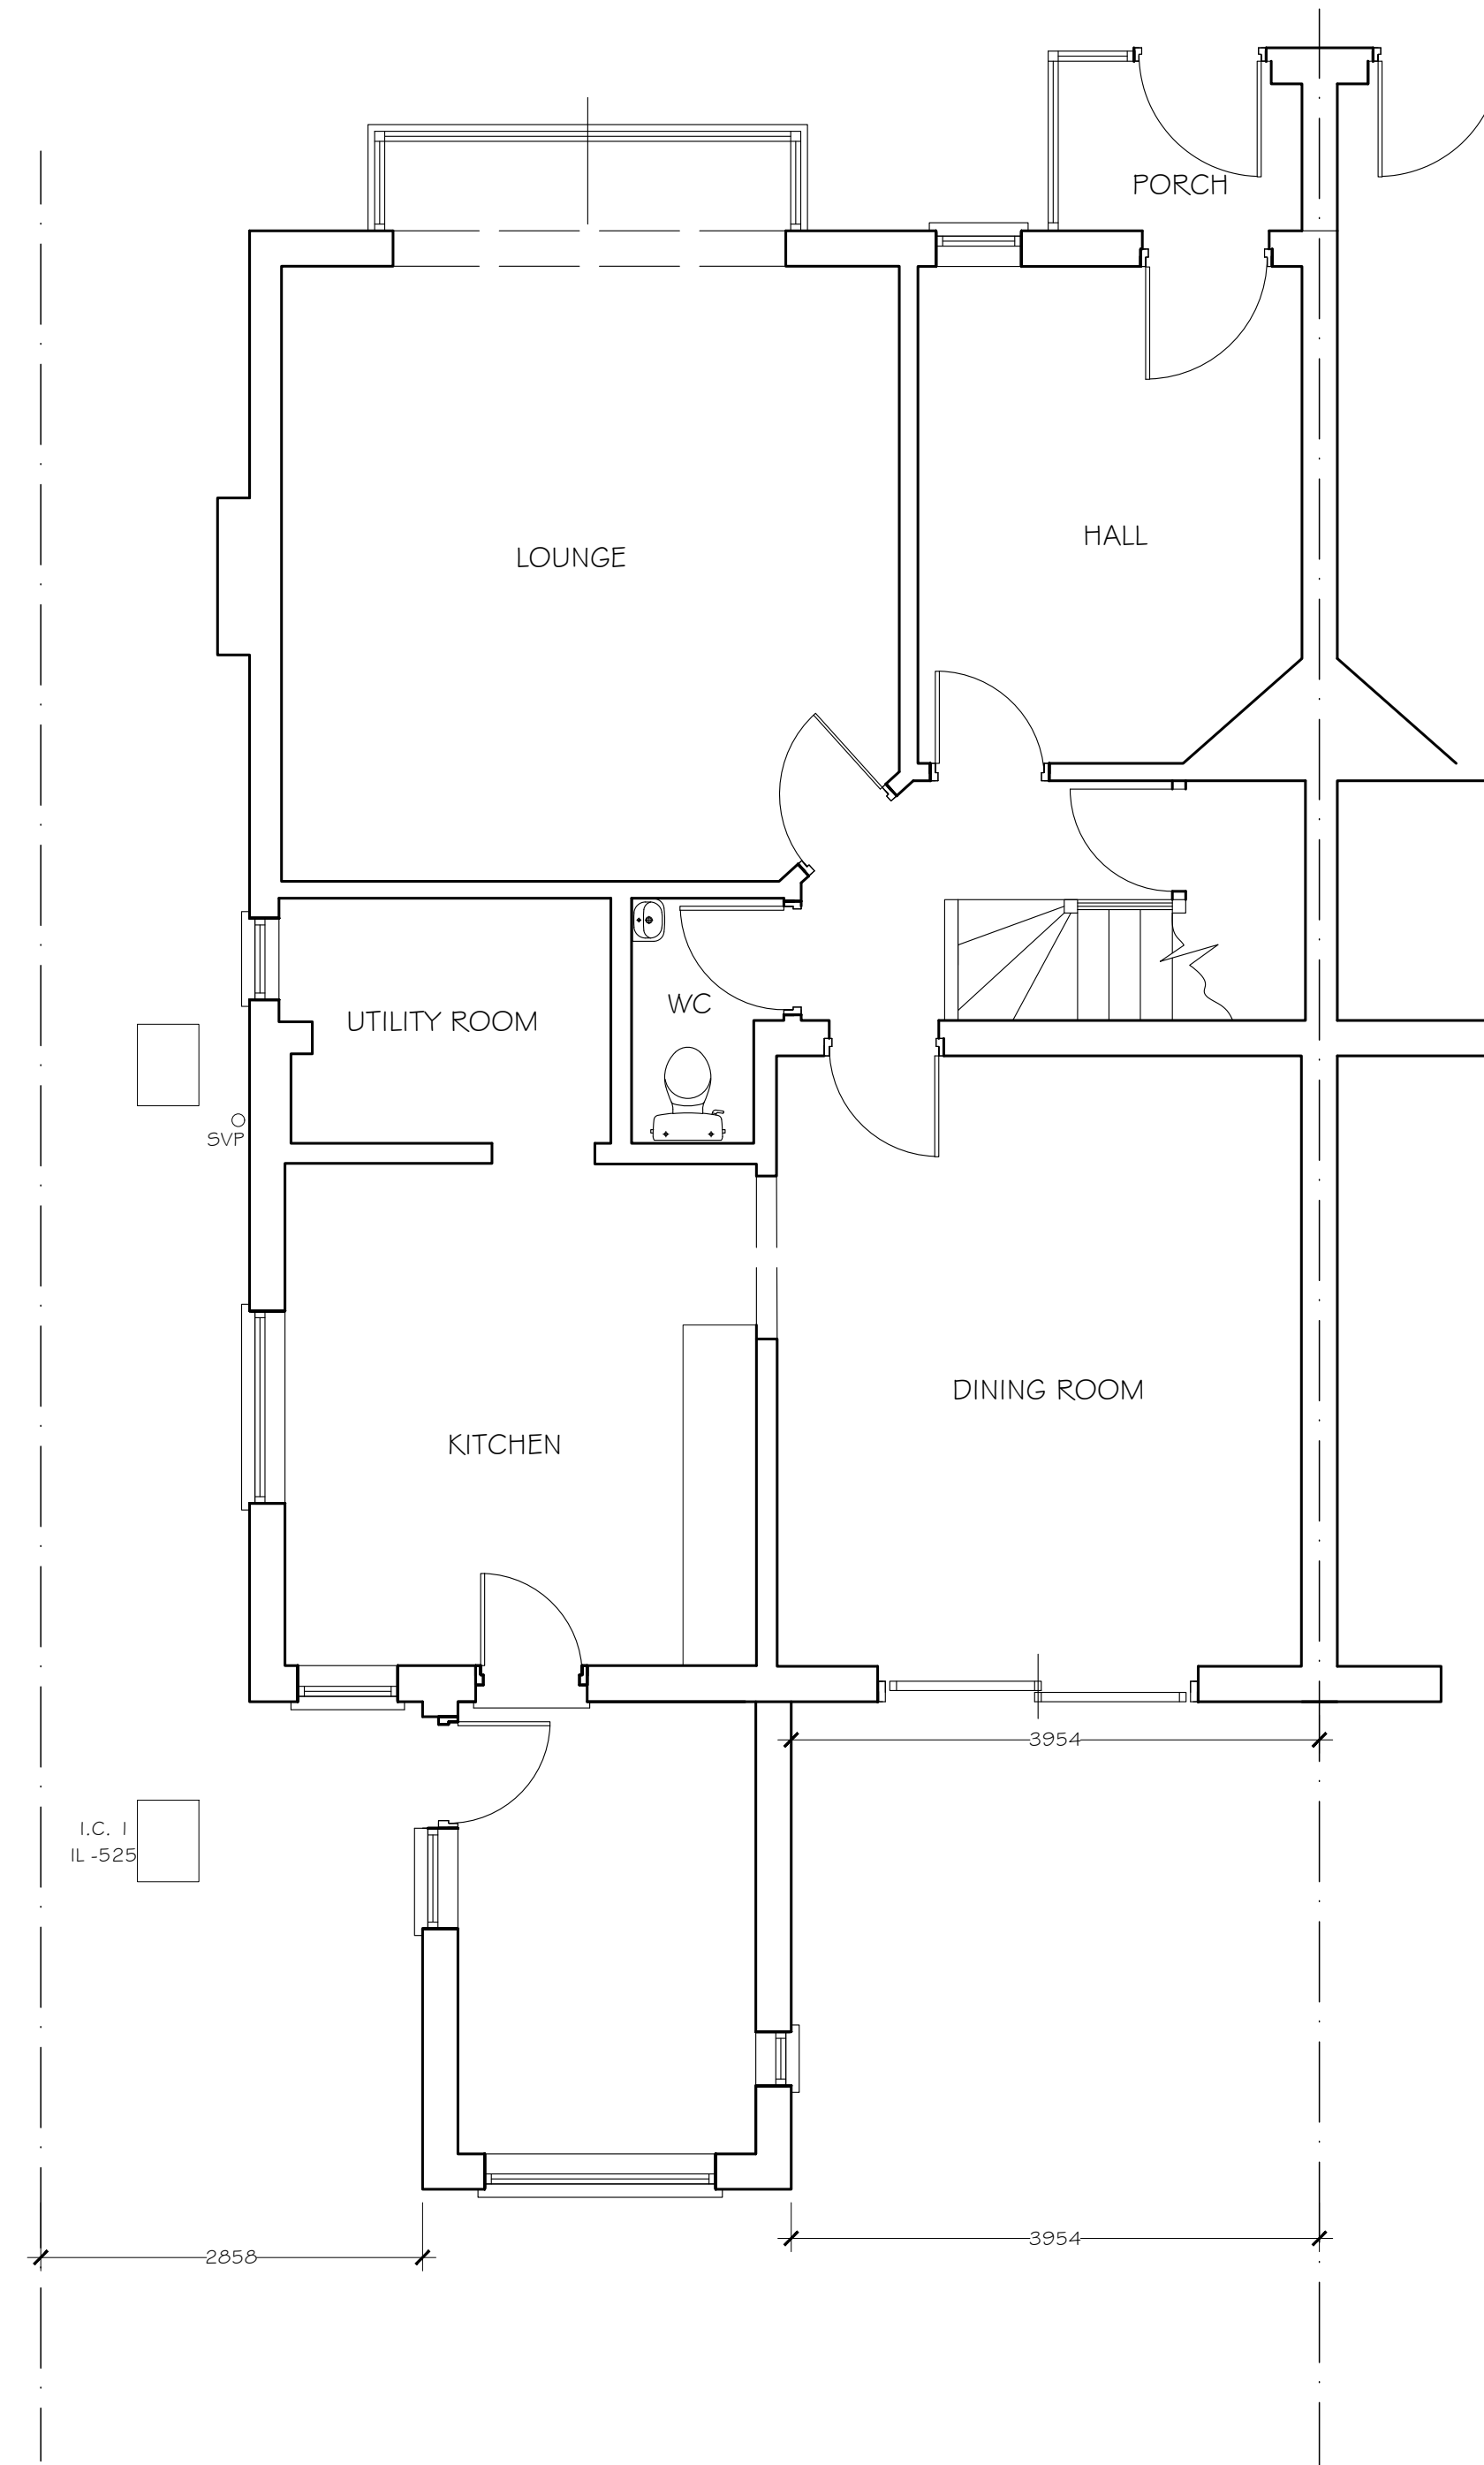 PORCH
HALL
LOUNGE
WC
UTILITY ROOM
SVP
DINING ROOM
KITCHEN
3954
I.C. 1
IL -525
3954
2858